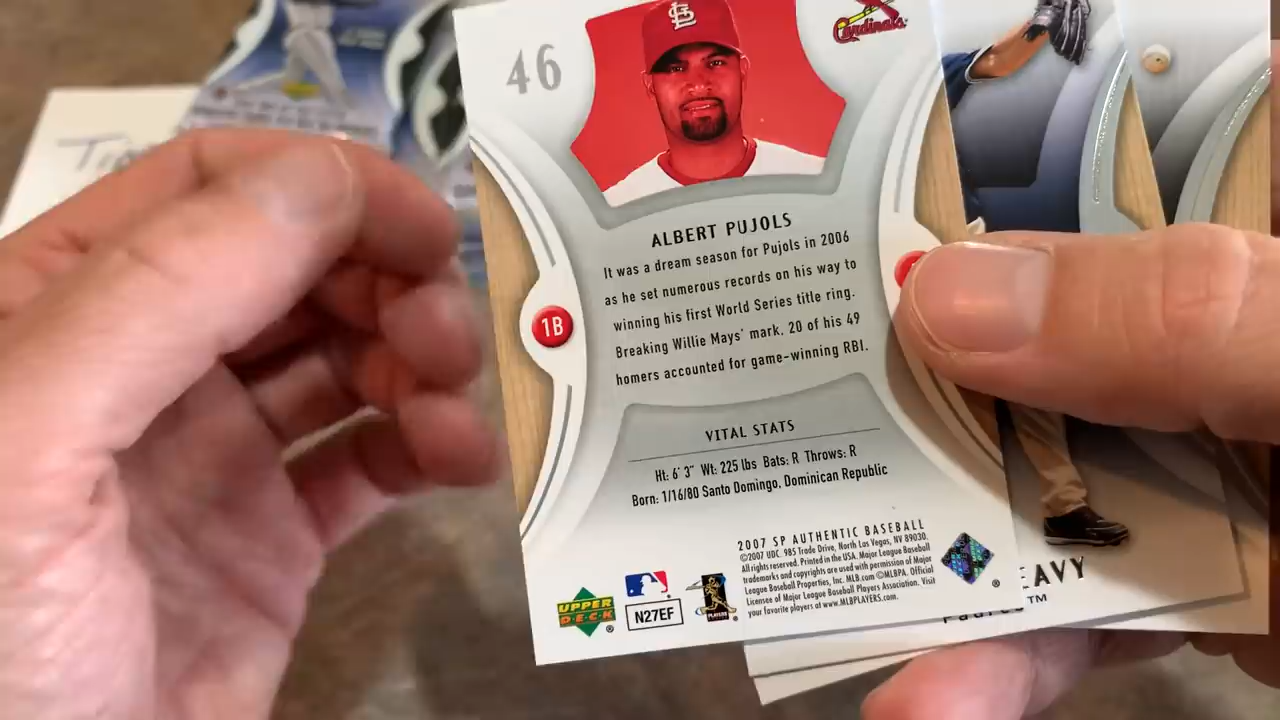 46
Cardinals
ALBERT PUJOLS
It was a dream season for Pujols in 2006
as he set numerous records on his way to
winning his first World Series title ring.
Breaking Willie Mays' mark, 20 of his 49
homers accounted for game-winning RBI.
1B
VITAL STATS
Ht: 6' 3" Wt: 225 lbs Bats: R Throws: R
Born: 1/16/80 Santo Domingo, Dominican Republic
2007 SP AUTHENTIC BASEBALL
©2007 UDC. 985 Trade Drive, North Las Vegas, NV 89030.
All rights reserved. Printed in the USA. Major League Baseball
trademarks and copyrights are used with permission of Major
League Baseball Properties, Inc. MLB.com ©MLBPA. Official
Licensee of Major League Baseball Players Association. Visit
your favorite players at www.MLBPLAYERS.com.
UPPER
DECK
®
N27EF
PLAYERS
®
EAVY
Padres™